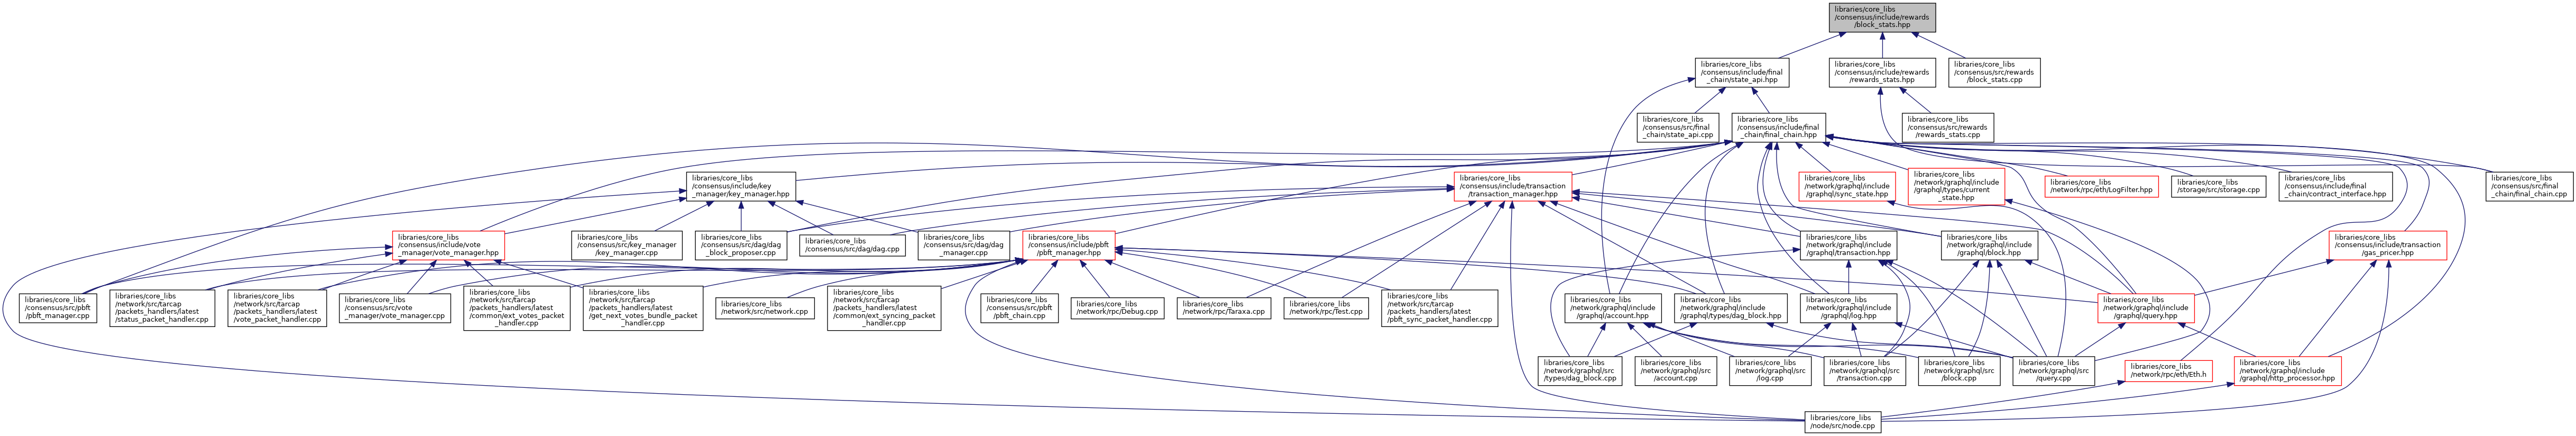 libraries/core_libs
/consensus/include/rewards
/block_stats.hpp
libraries/core_libs
/consensus/include/final
_chain/state_api.hpp
libraries/core_libs
/consensus/include/rewards
/rewards_stats.hpp
libraries/core_libs
/consensus/src/rewards
/block_stats.cpp
libraries/core_libs
/consensus/src/final
_chain/state_api.cpp
libraries/core_libs
/consensus/include/final
_chain/final_chain.hpp
libraries/core_libs
/consensus/src/rewards
/rewards_stats.cpp
libraries/core_libs
/consensus/include/key
_manager/key_manager.hpp
libraries/core_libs
/consensus/include/transaction
/transaction_manager.hpp
libraries/core_libs
/network/graphql/include
/graphql/sync_state.hpp
libraries/core_libs
/network/graphql/include
/graphql/types/current
_state.hpp
libraries/core_libs
/network/rpc/eth/LogFilter.hpp
libraries/core_libs
/storage/src/storage.cpp
libraries/core_libs
/consensus/include/final
_chain/contract_interface.hpp
libraries/core_libs
/consensus/src/final
_chain/final_chain.cpp
libraries/core_libs
/consensus/include/vote
_manager/vote_manager.hpp
libraries/core_libs
/consensus/src/key_manager
/key_manager.cpp
libraries/core_libs
/consensus/src/dag/dag
_block_proposer.cpp
libraries/core_libs
/consensus/src/dag/dag.cpp
libraries/core_libs
/consensus/src/dag/dag
_manager.cpp
libraries/core_libs
/consensus/include/pbft
/pbft_manager.hpp
libraries/core_libs
/network/graphql/include
/graphql/transaction.hpp
libraries/core_libs
/network/graphql/include
/graphql/block.hpp
libraries/core_libs
/consensus/include/transaction
/gas_pricer.hpp
libraries/core_libs
/consensus/src/pbft
/pbft_manager.cpp
libraries/core_libs
/network/src/tarcap
/packets_handlers/latest
/status_packet_handler.cpp
libraries/core_libs
/network/src/tarcap
/packets_handlers/latest
/vote_packet_handler.cpp
libraries/core_libs
/consensus/src/vote
_manager/vote_manager.cpp
libraries/core_libs
/network/src/tarcap
/packets_handlers/latest
/common/ext_votes_packet
_handler.cpp
libraries/core_libs
/network/src/tarcap
/packets_handlers/latest
/get_next_votes_bundle_packet
_handler.cpp
libraries/core_libs
/network/src/network.cpp
libraries/core_libs
/network/src/tarcap
/packets_handlers/latest
/common/ext_syncing_packet
_handler.cpp
libraries/core_libs
/consensus/src/pbft
/pbft_chain.cpp
libraries/core_libs
/network/rpc/Debug.cpp
libraries/core_libs
/network/rpc/Taraxa.cpp
libraries/core_libs
/network/rpc/Test.cpp
libraries/core_libs
/network/src/tarcap
/packets_handlers/latest
/pbft_sync_packet_handler.cpp
libraries/core_libs
/network/graphql/include
/graphql/account.hpp
libraries/core_libs
/network/graphql/include
/graphql/types/dag_block.hpp
libraries/core_libs
/network/graphql/include
/graphql/log.hpp
libraries/core_libs
/network/graphql/include
/graphql/query.hpp
libraries/core_libs
/network/graphql/src
/types/dag_block.cpp
libraries/core_libs
/network/graphql/src
/account.cpp
libraries/core_libs
/network/graphql/src
/log.cpp
libraries/core_libs
/network/graphql/src
/transaction.cpp
libraries/core_libs
/network/graphql/src
/block.cpp
libraries/core_libs
/network/graphql/src
/query.cpp
libraries/core_libs
/network/rpc/eth/Eth.h
libraries/core_libs
/network/graphql/include
/graphql/http_processor.hpp
libraries/core_libs
/node/src/node.cpp